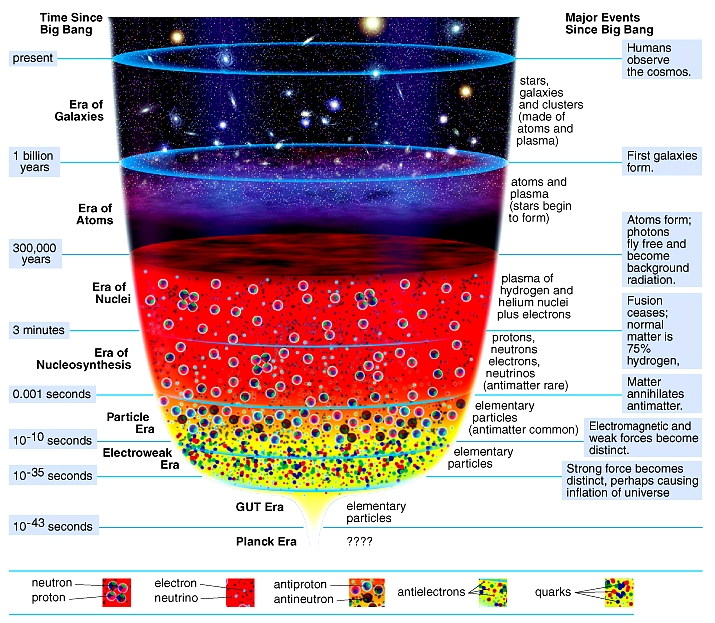 Time Since
Big Bang
Major Events
Since Big Bang
present
Humans
observe
the cosmos.
Era of
Galaxies
stars,
galaxies
and clusters
(made of
atoms and
plasma)
1 billion
years
First galaxies
form.
Era of
Atoms
atoms and
plasma
(stars begin
to form)
300,000
years
Atoms form;
photons
fly free and
become
background
radiation.
Era of
Nuclei
plasma of
hydrogen and
helium nuclei
plus electrons
3 minutes
Fusion
ceases;
normal
matter is
75%
hydrogen,
Era of
Nucleosynthesis
protons,
neutrons
electrons,
neutrinos
(antimatter rare)
0.001 seconds
Matter
annihilates
antimatter.
Particle
Era
elementary
particles
(antimatter common)
10-10 seconds
Electromagnetic and
weak forces become
distinct.
Electroweak
Era
elementary
particles
10-35 seconds
Strong force becomes
distinct, perhaps causing
inflation of universe
GUT Era
elementary
particles
10-43 seconds
Planck Era
????
neutron
proton
electron
neutrino
antiproton
antineutron
antielectrons
quarks